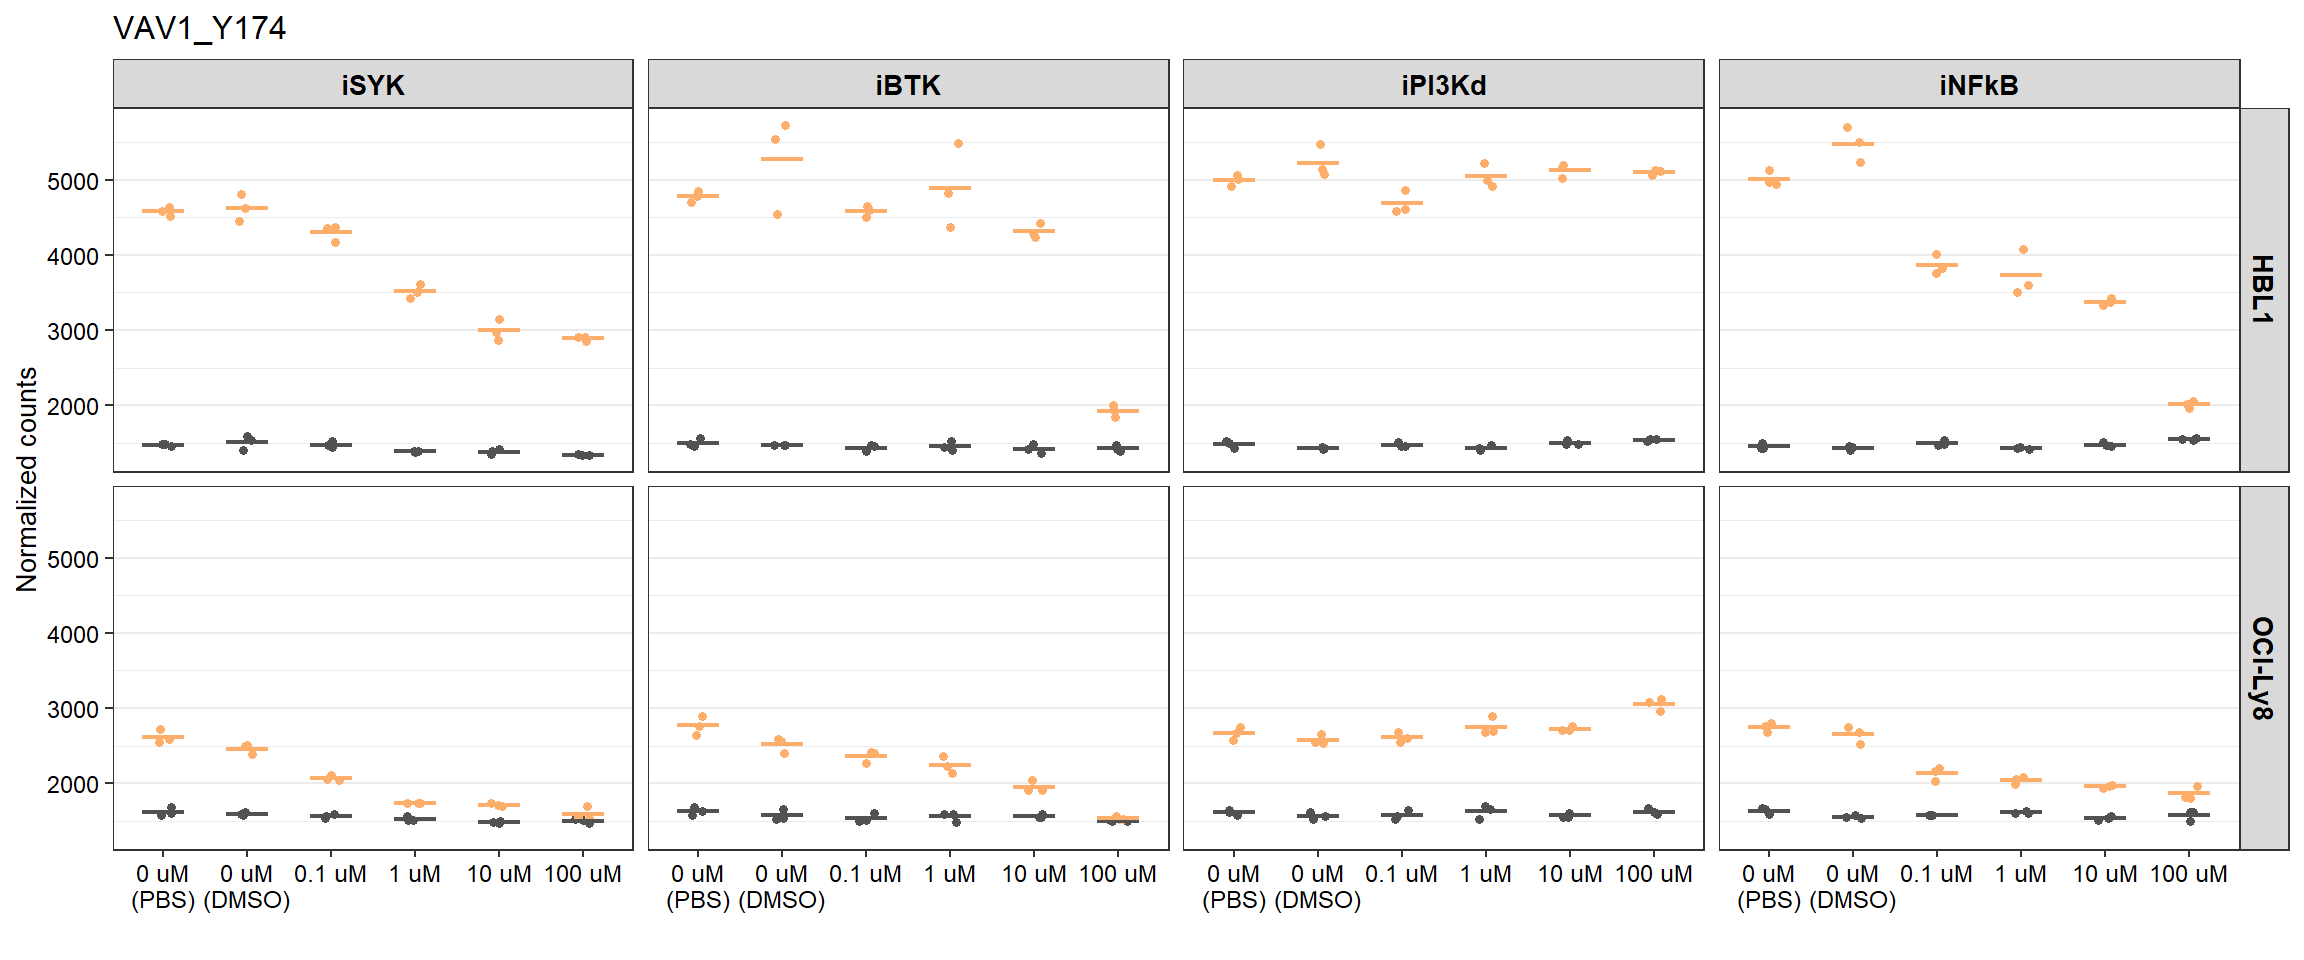 VAV1_Y174
iSYK iBTK iPI3Kd iNFkB
Normalized counts
5000
4000
3000
2000
HBL1
5000
4000
3000
2000
OCI-Ly8
0 uM 0 uM 0.1 uM 1 uM 10 uM 100 uM 0 uM 0 uM 0.1 uM 1 uM 10 uM 100 uM 0 uM 0 uM 0.1 uM 1 uM 10 uM 100 uM 0 uM 0 uM 0.1 uM 1 uM 10 uM 100 uM
(PBS) (DMSO) (PBS) (DMSO) (PBS) (DMSO) (PBS) (DMSO)